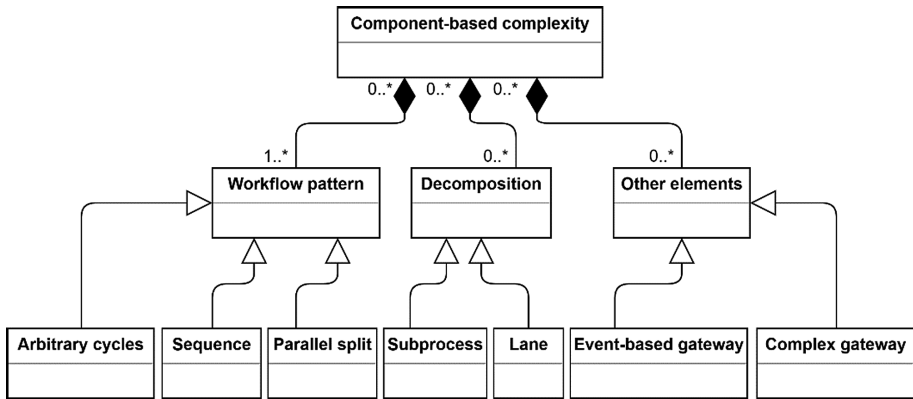 Component-based complexity
0..* 0..* 0..*
1..* 0..* 0..*
Workflow pattern Decomposition Other elements
Arbitrary cycles Sequence Parallel split Subprocess Lane Event-based gateway Complex gateway